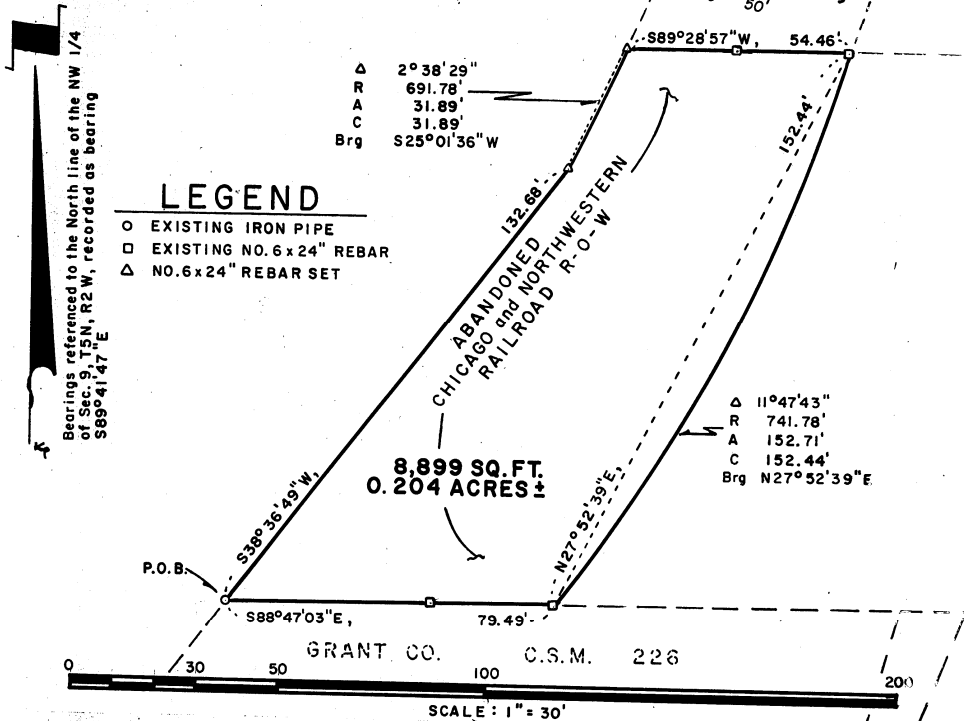 50'
S89°28'57"W, 54.46'
Δ 2°38'29"
R 691.78'
A 31.89'
C 31.89'
Brg S25°01'36"W
Bearings referenced to the North line of the NW 1/4
of Sec. 9, T5N, R2W, recorded as bearing
S89°41'47"E
LEGEND
○ EXISTING IRON PIPE
□ EXISTING NO.6x24" REBAR
△ NO.6x24" REBAR SET
152.44'
132.68'
ABANDONED
CHICAGO and NORTHWESTERN
RAILROAD R-O-W
Δ 11°47'43"
R 741.78'
A 152.71'
C 152.44'
Brg N27°52'39"E
8,899 SQ.FT.
0.204 ACRES±
S38°36'49"W,
N27°52'39"E,
P.O.B.
S88°47'03"E, 79.49'
GRANT CO. C.S.M. 226
0 30 50 100 200
SCALE: 1"=30'